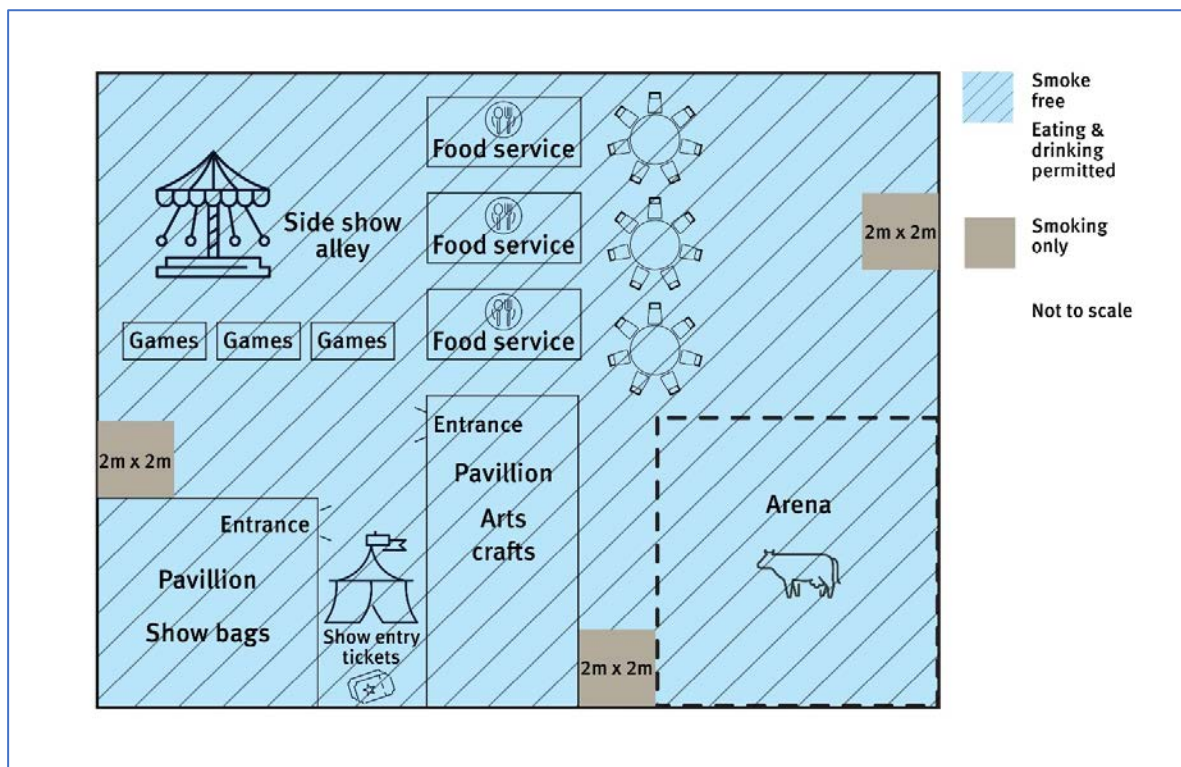 Food service
Food service
Food service
Side show
alley
Games
Games
Games
2m x 2m
Entrance
Pavillion
Show bags
Show entry
tickets
Entrance
Pavillion
Arts
crafts
2m x 2m
Arena
2m x 2m
Smoke
free
Eating &
drinking
permitted
Smoking
only
Not to scale